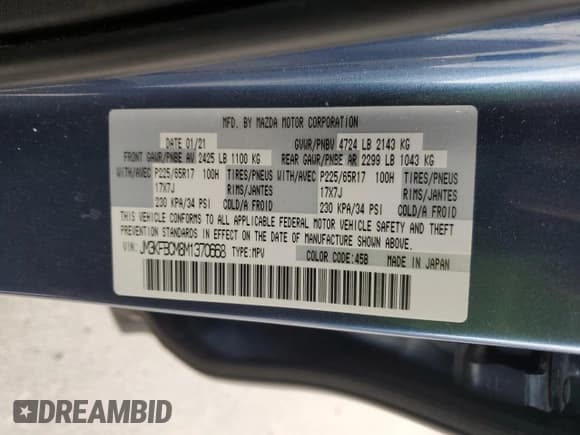 MFD. BY MAZDA MOTOR CORPORATION
DATE 01/21 GVWR/PNBV 4724 LB 2143 KG
FRONT GAWR/PNBE AV 2425 LB 1100 KG REAR GAWR/PNBE AR 2299 LB 1043 KG
WITH/AVEC P225/65R17 100H TIRES/PNEUS WITH/AVEC P225/65R17 100H TIRES/PNEUS
17X7J RIMS/JANTES 17X7J RIMS/JANTES
230 KPA/34 PSI COLD/A FROID 230 KPA/34 PSI COLD/A FROID
THIS VEHICLE CONFORMS TO ALL APPLICABLE FEDERAL MOTOR VEHICLE SAFETY AND THEFT
PREVENTION STANDARDS IN EFFECT ON THE DATE OF MANUFACTURE SHOWN ABOVE.
VIN: JM3KFBCM6M1370668 TYPE: MPV COLOR CODE: 45B MADE IN JAPAN
DREAMBID